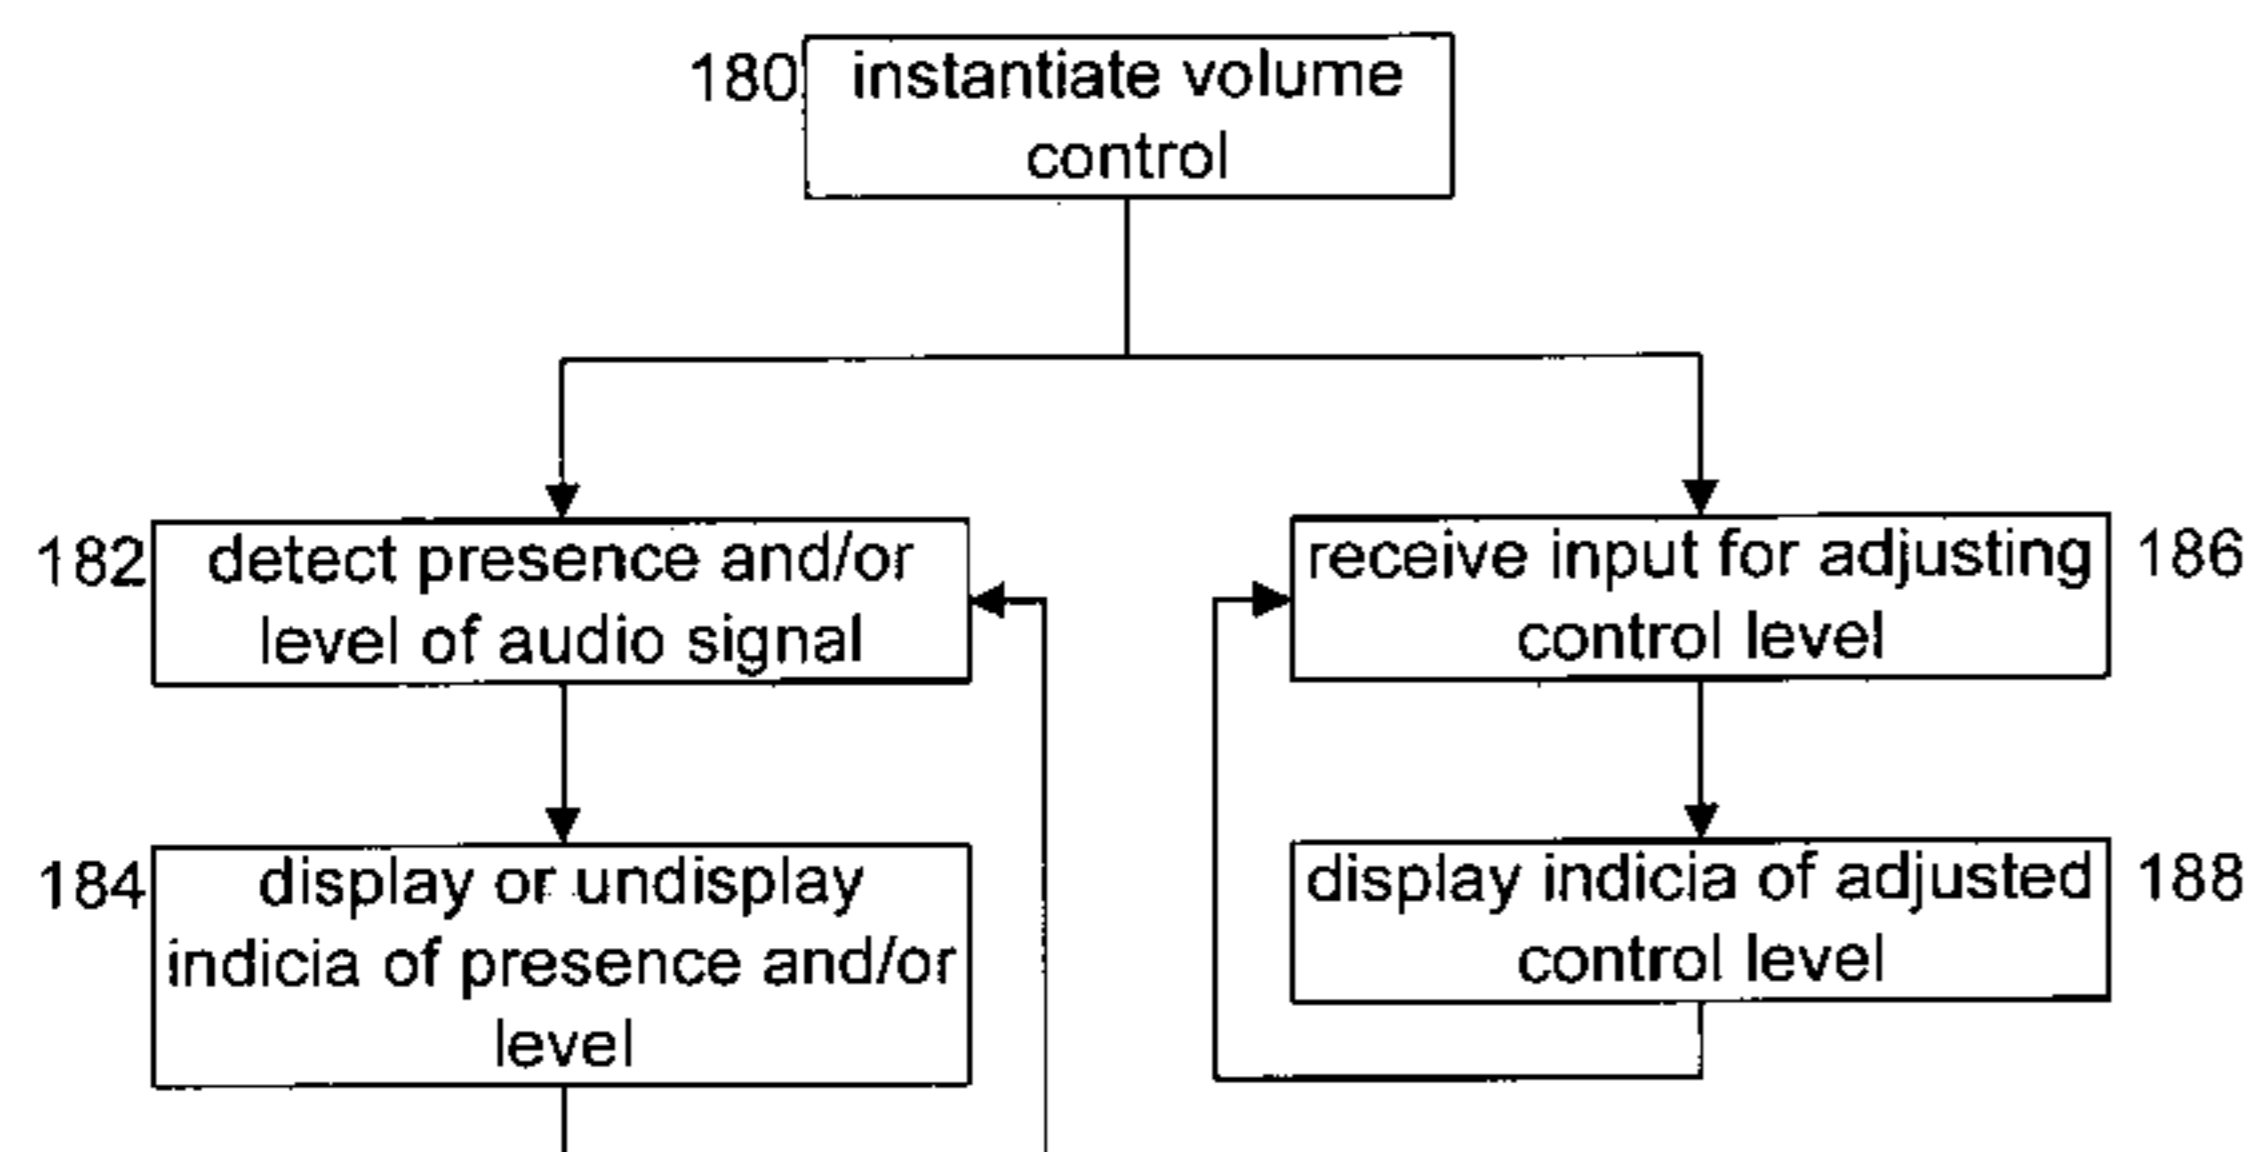 180
instantiate volume
control
182
detect presence and/or
level of audio signal
186
receive input for adjusting
control level
184
display or undisplay
indicia of presence and/or
level
188
display indicia of adjusted
control level